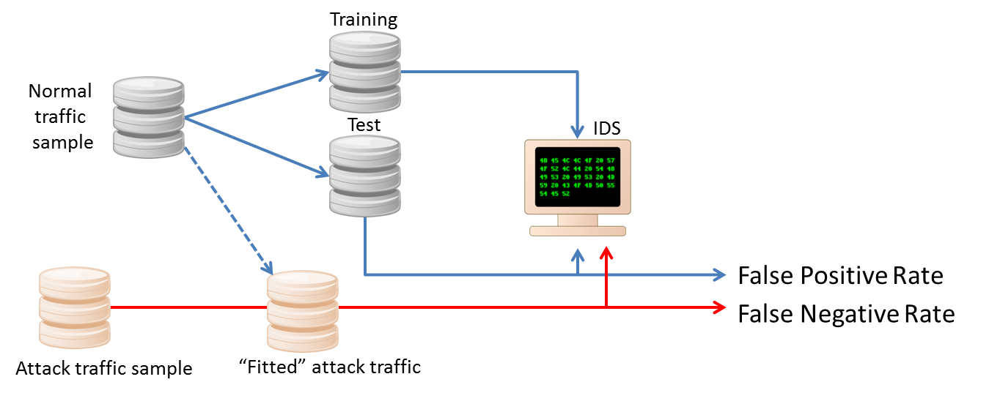 Training
Normal
traffic
sample
Test
IDS
48 45 4C 4C 4F 20 57
4F 52 4C 44 20 54 48
49 53 20 49 53 20 4D
59 20 43 4F 4D 50 55
54 45 52
False Positive Rate
False Negative Rate
Attack traffic sample
“Fitted” attack traffic